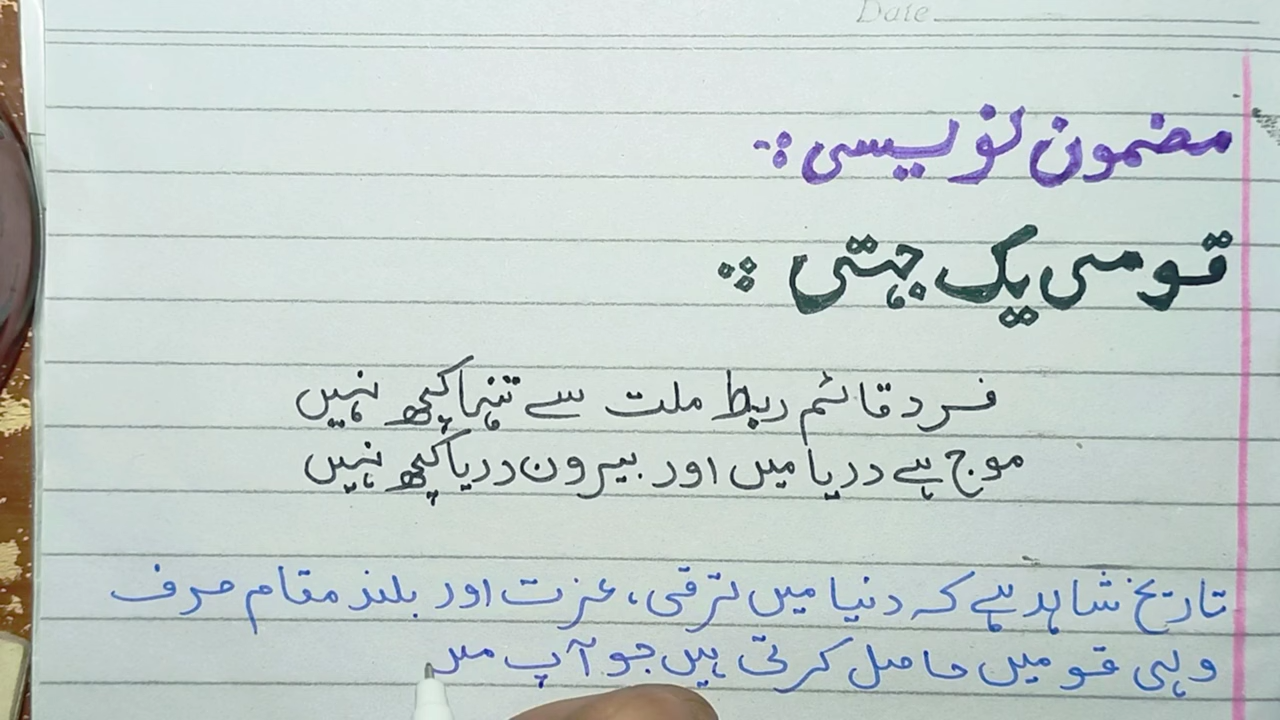 Date
مضمون نویسی :۔
قومی یک جہتی :۔
فرد قائم ربط ملت سے تنہا کچھ نہیں
موج ہے دریا میں اور بیرون دریا کچھ نہیں
تاریخ شاہد ہے کہ دنیا میں ترقی، عزت اور بلند مقام صرف
وہی قومیں حاصل کرتی ہیں جو آپ میں